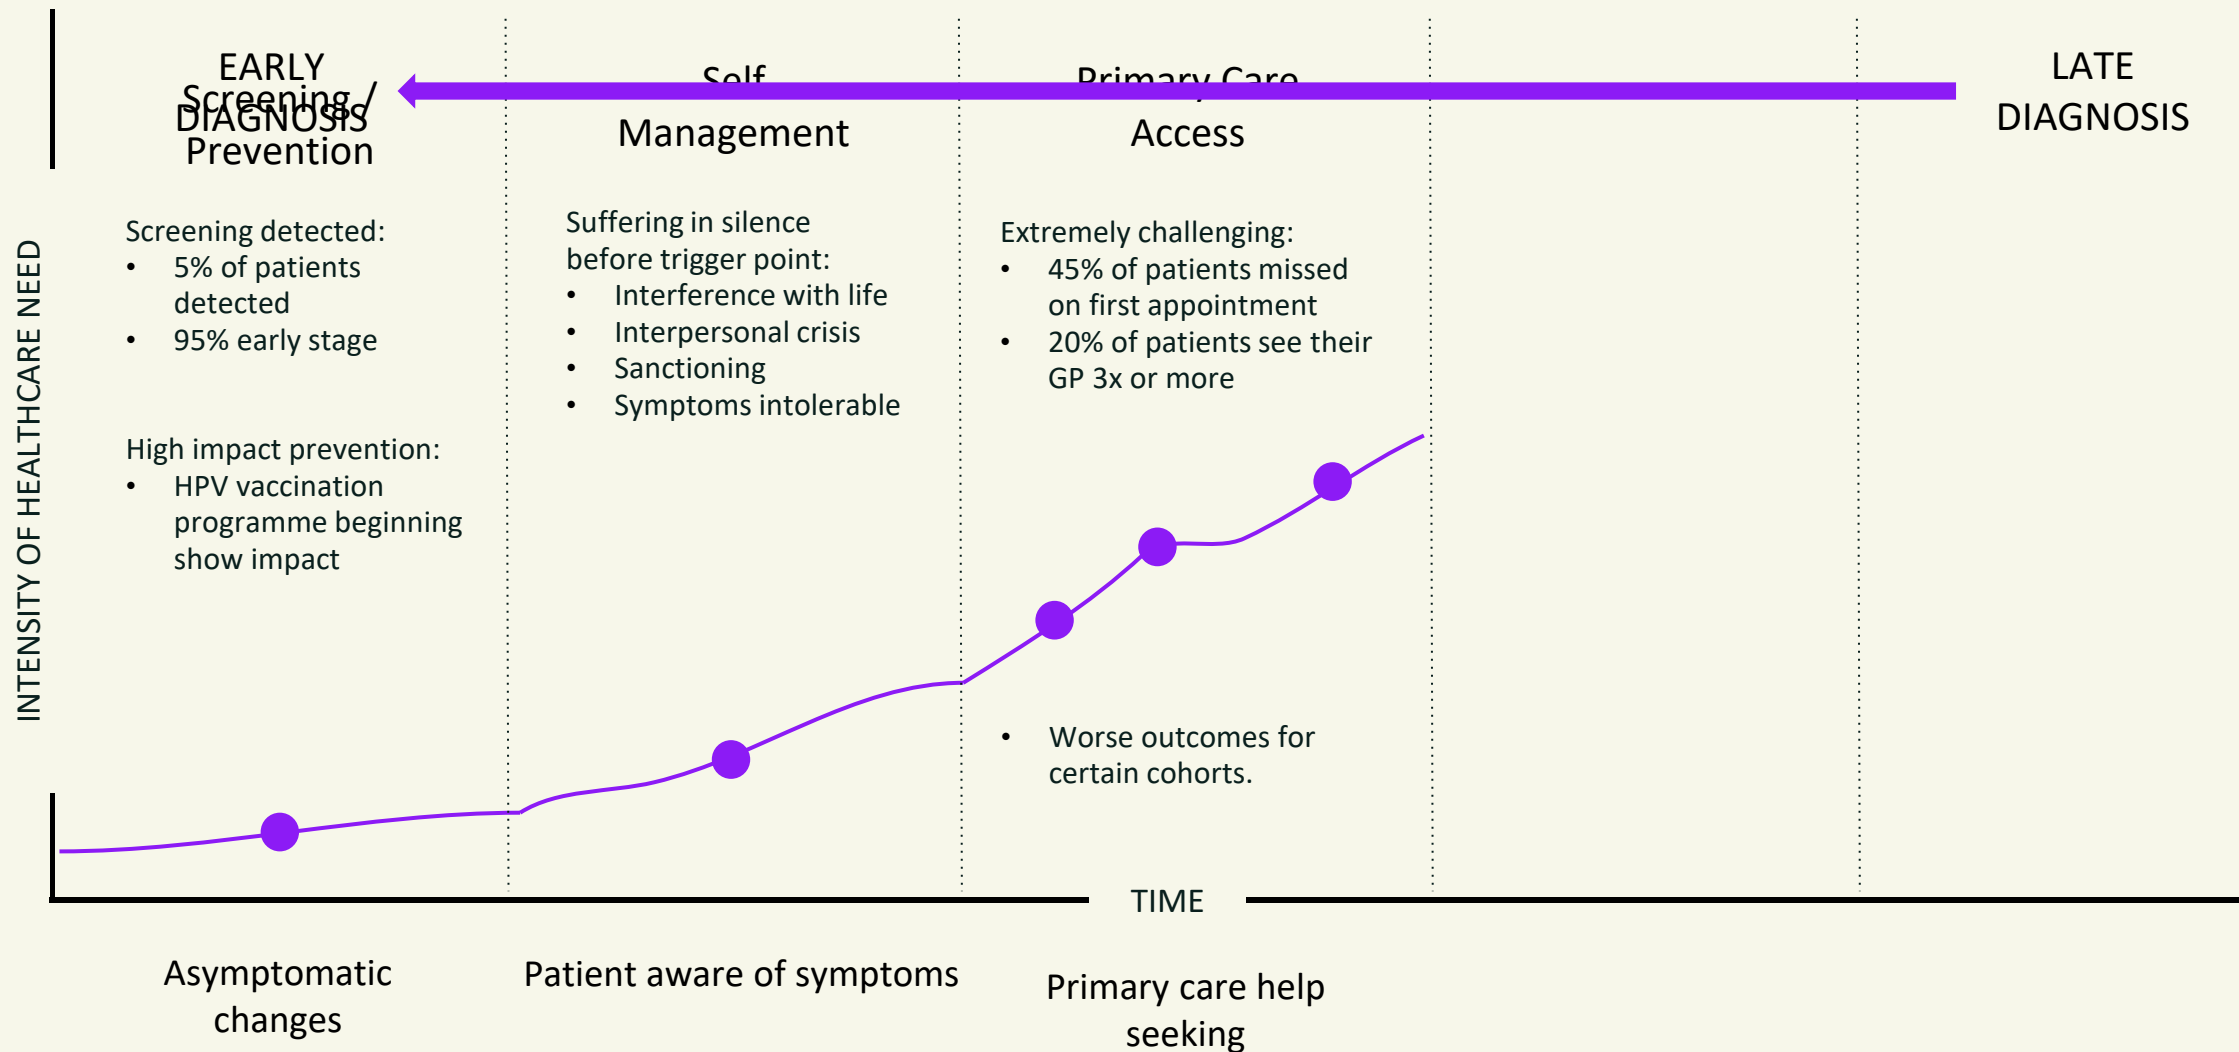 EARLY
DIAGNOSIS
Screening /
Prevention
Self
Management
Primary Care
Access
LATE
DIAGNOSIS
INTENSITY OF HEALTHCARE NEED
Screening detected:
• 5% of patients
detected
• 95% early stage
High impact prevention:
• HPV vaccination
programme beginning
show impact
Suffering in silence
before trigger point:
• Interference with life
• Interpersonal crisis
• Sanctioning
• Symptoms intolerable
Extremely challenging:
• 45% of patients missed
on first appointment
• 20% of patients see their
GP 3x or more
• Worse outcomes for
certain cohorts.
TIME
Asymptomatic
changes
Patient aware of symptoms
Primary care help
seeking